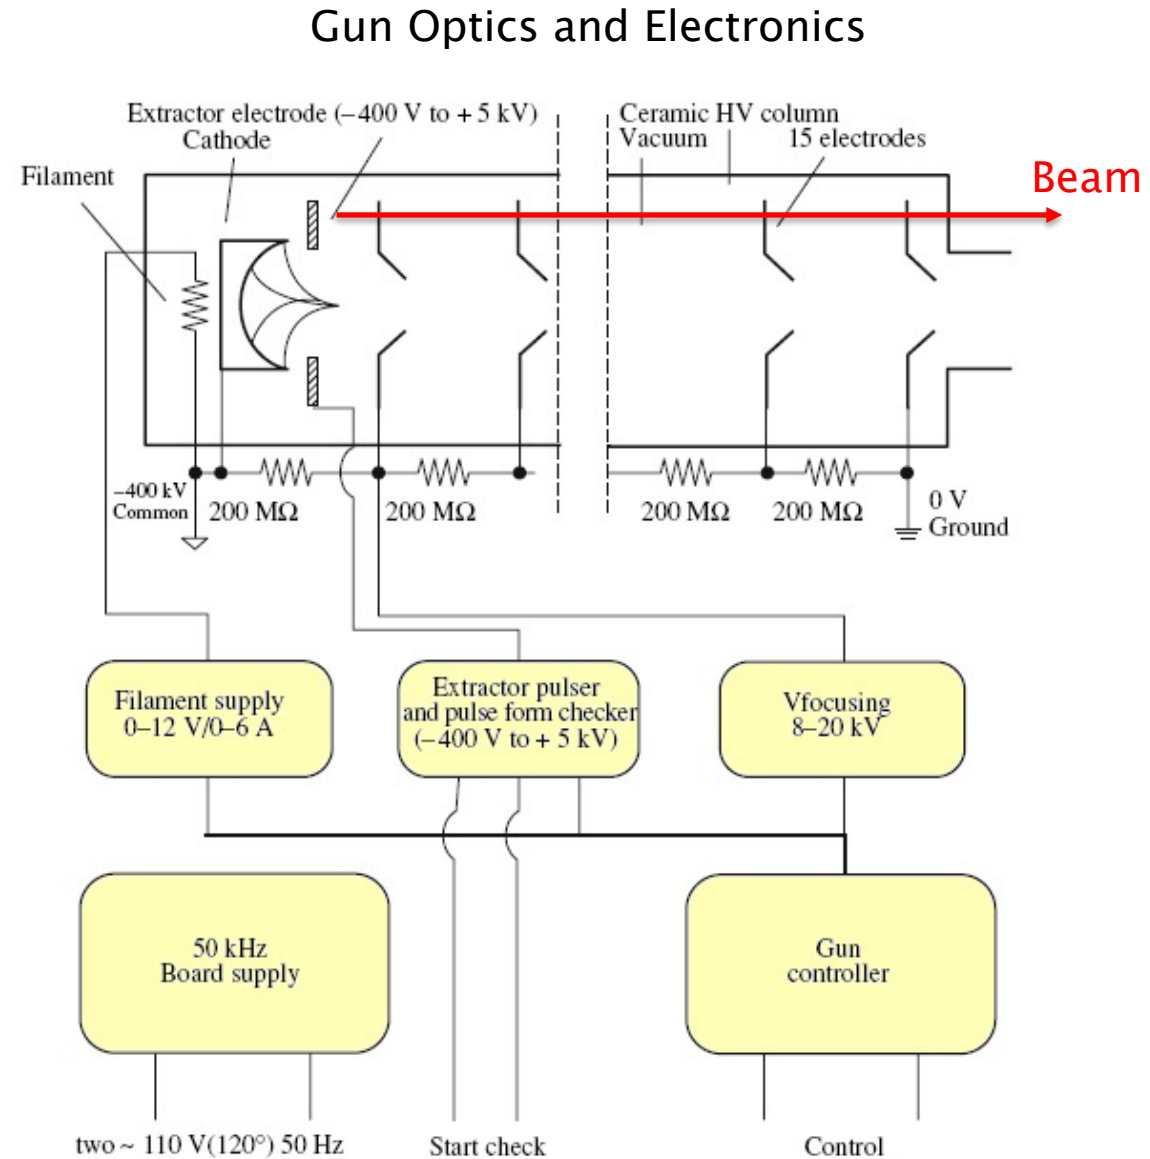 Gun Optics and Electronics
Extractor electrode (–400 V to + 5 kV)
Cathode
Filament
Ceramic HV column
Vacuum
15 electrodes
Beam
–400 kV
Common
200 MΩ
200 MΩ
200 MΩ
200 MΩ
0 V
Ground
Filament supply
0–12 V/0–6 A
Extractor pulser
and pulse form checker
(–400 V to + 5 kV)
Vfocusing
8–20 kV
50 kHz
Board supply
Gun
controller
two ~ 110 V(120°) 50 Hz
Start check
Control